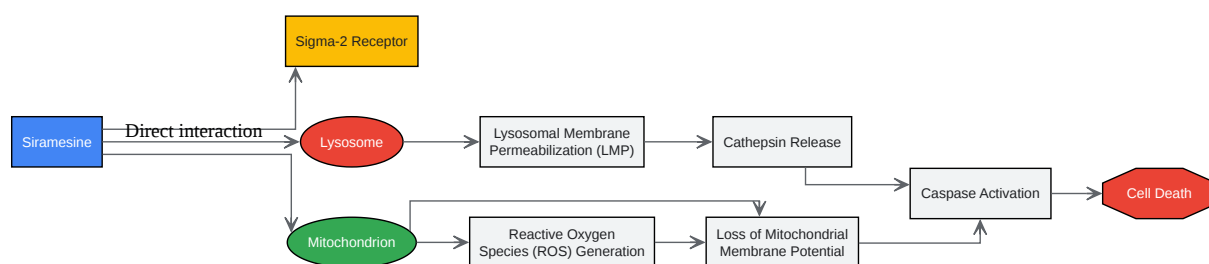 Sigma-2 Receptor
Direct interaction
Siramesine
Lysosome
Lysosomal Membrane
Permeabilization (LMP)
Cathepsin Release
Caspase Activation
Cell Death
Mitochondrion
Reactive Oxygen
Species (ROS) Generation
Loss of Mitochondrial
Membrane Potential